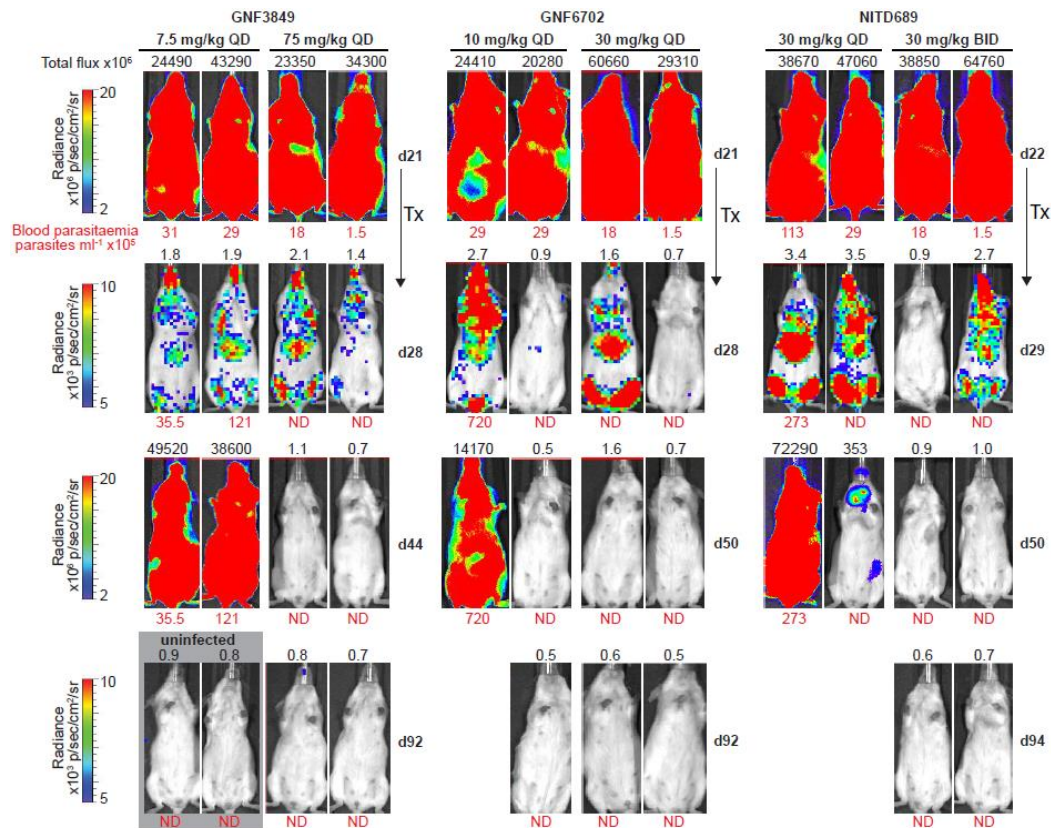 GNF3849 GNF6702 NITD689
7.5 mg/kg QD 75 mg/kg QD 10 mg/kg QD 30 mg/kg QD 30 mg/kg QD 30 mg/kg BID
Total flux x10⁶ 24490 43290 23350 34300 24410 20280 60660 29310 38670 47060 38850 64760
Radiance
x10⁶ p/sec/cm²/sr
20
2
d21 d21 d22
Tx Tx Tx
Blood parasitaemia
parasites ml⁻¹ x10⁵
31 29 18 1.5 29 29 18 1.5 113 29 18 1.5
1.8 1.9 2.1 1.4 2.7 0.9 1.6 0.7 3.4 3.5 0.9 2.7
Radiance
x10³ p/sec/cm²/sr
10
5
d28 d28 d29
35.5 121 ND ND 720 ND ND ND 273 ND ND ND
49520 38600 1.1 0.7 14170 0.5 1.6 0.7 72290 353 0.9 1.0
Radiance
x10⁶ p/sec/cm²/sr
20
2
d44 d50 d50
35.5 121 ND ND 720 ND ND ND 273 ND ND ND
uninfected
0.9 0.8 0.8 0.7 0.5 0.6 0.5 0.6 0.7
Radiance
x10³ p/sec/cm²/sr
10
5
d92 d92 d94
ND ND ND ND ND ND ND ND ND